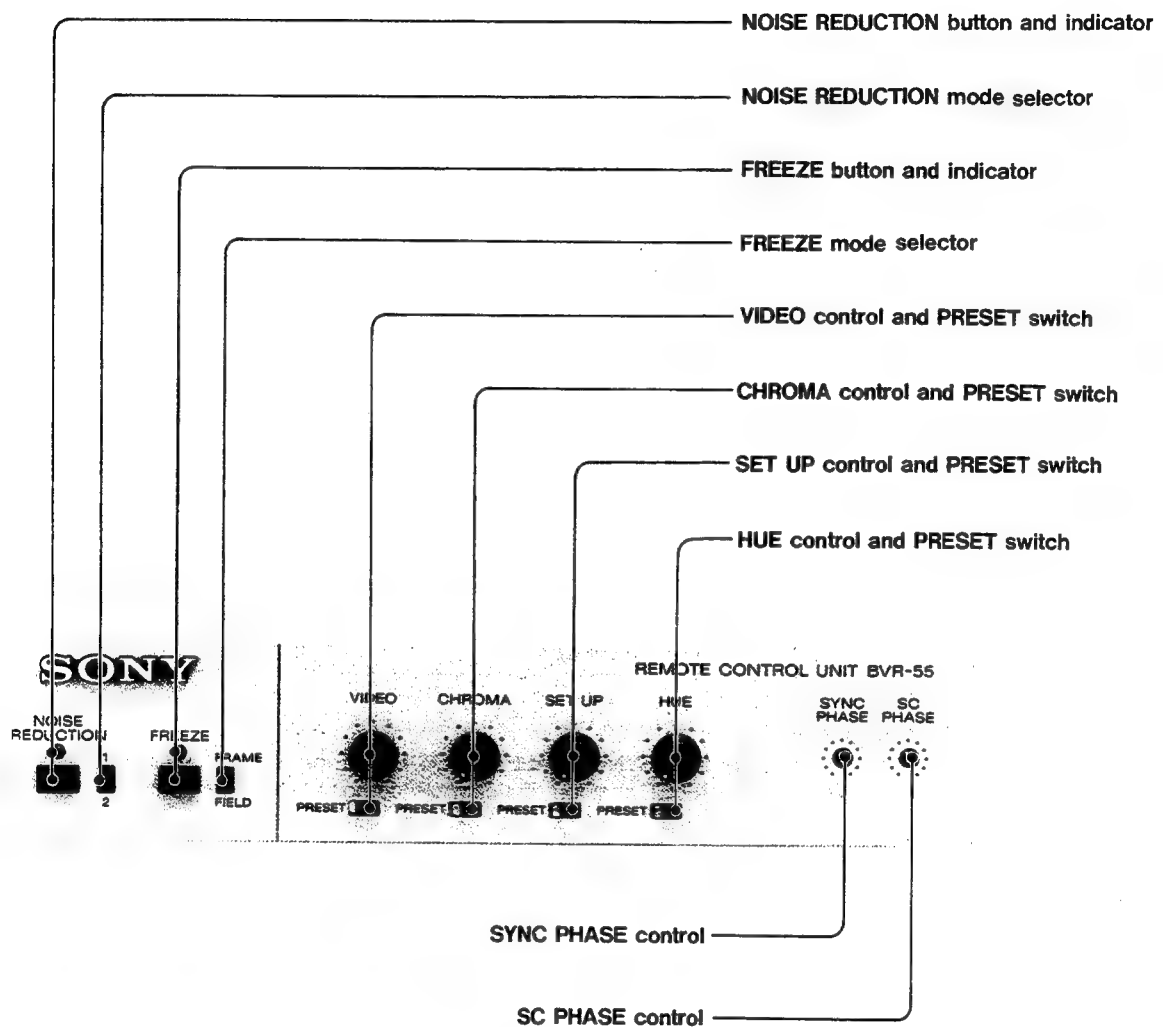 NOISE REDUCTION button and indicator
NOISE REDUCTION mode selector
FREEZE button and indicator
FREEZE mode selector
VIDEO control and PRESET switch
CHROMA control and PRESET switch
SET UP control and PRESET switch
HUE control and PRESET switch
SONY
REMOTE CONTROL UNIT BVR-55
NOISE
REDUCTION
1
2
FREEZE
FRAME
FIELD
VIDEO
CHROMA
SET UP
HUE
SYNC
PHASE
SC
PHASE
PRESET
PRESET
PRESET
PRESET
SYNC PHASE control
SC PHASE control